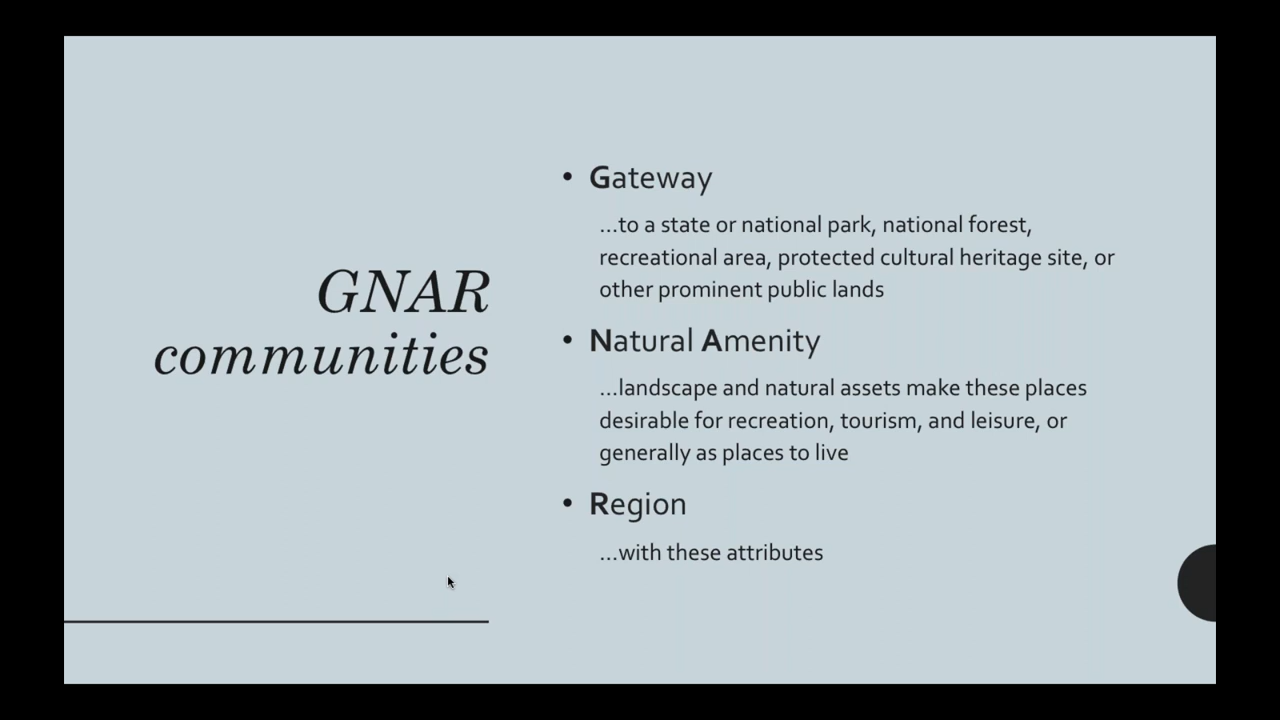 GNAR
communities
• Gateway
...to a state or national park, national forest,
recreational area, protected cultural heritage site, or
other prominent public lands
• Natural Amenity
...landscape and natural assets make these places
desirable for recreation, tourism, and leisure, or
generally as places to live
• Region
...with these attributes